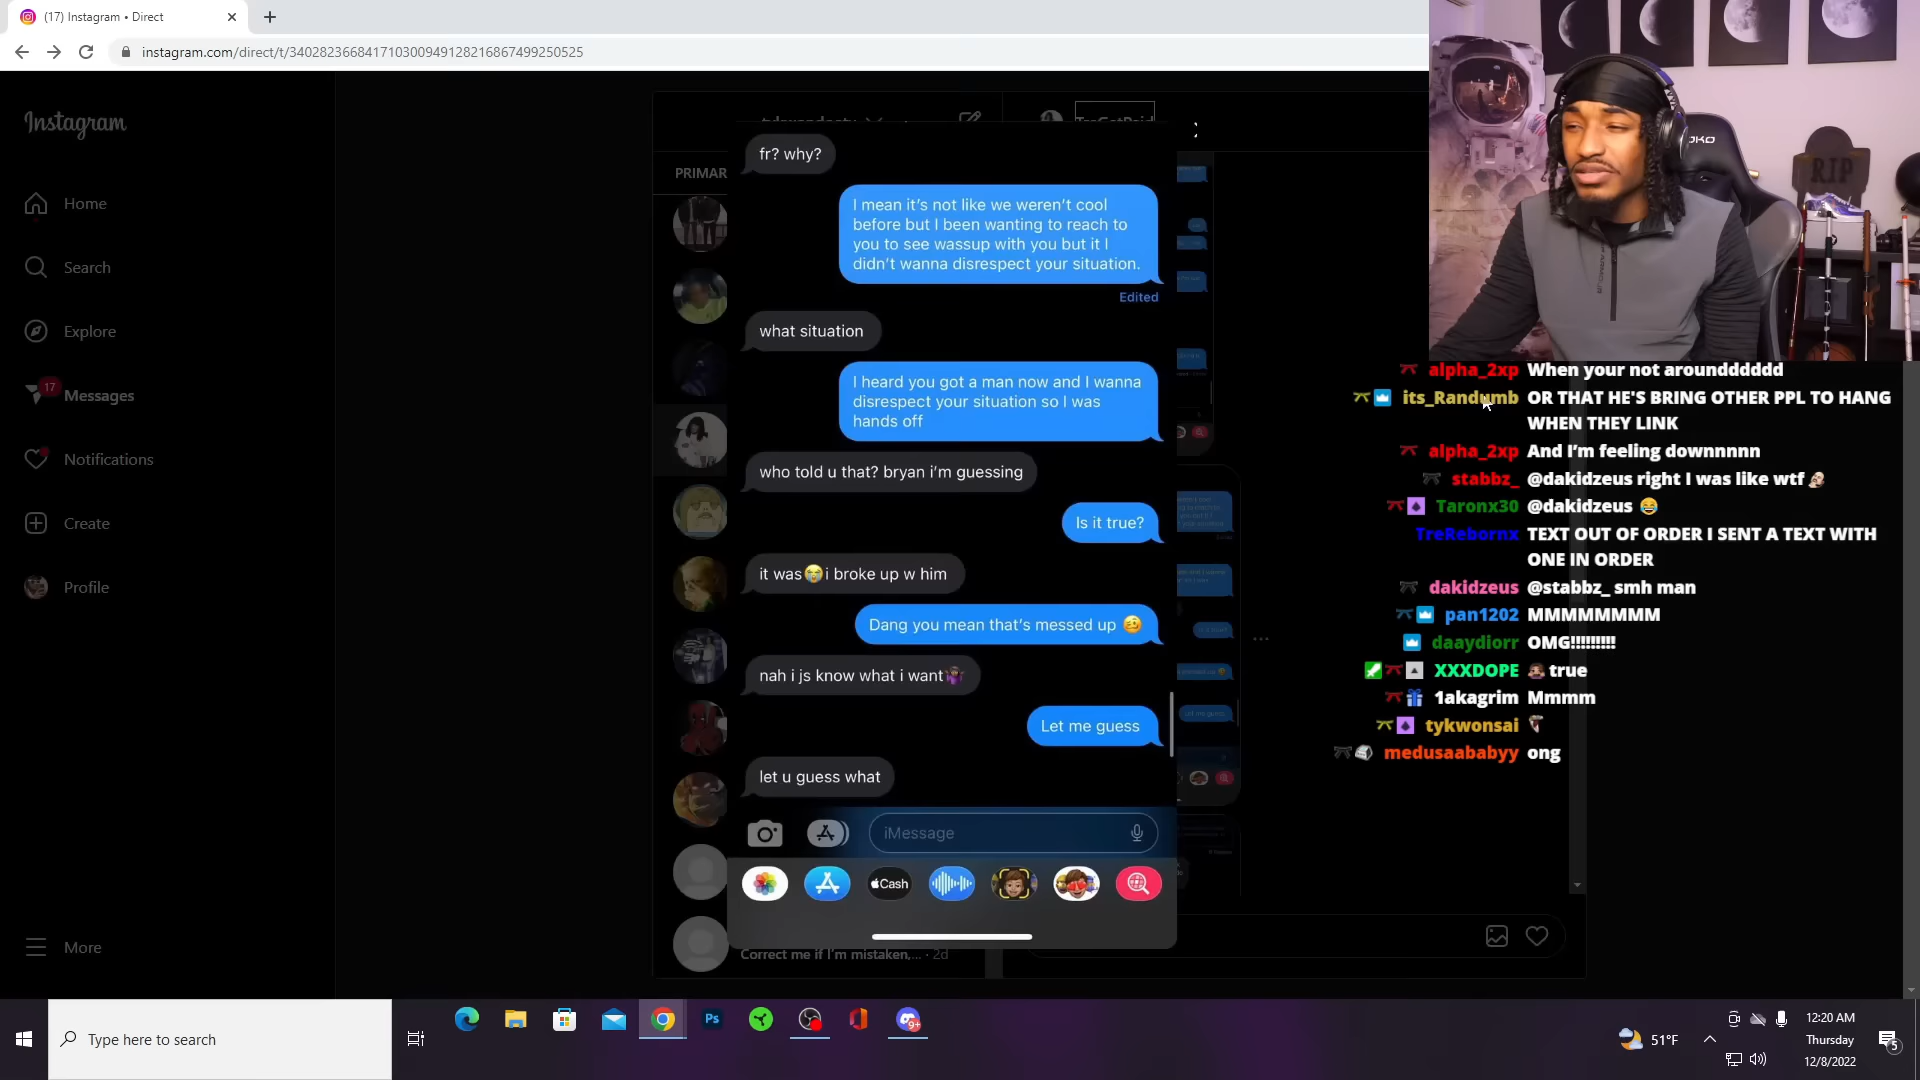 (17) Instagram • Direct
instagram.com/direct/t/340282366841710300949128216867499250525
Instagram
Home
Search
Explore
17
Messages
Notifications
Create
Profile
More
PRIMAR
fr? why?
I mean it's not like we weren't cool
before but I been wanting to reach to
you to see wassup with you but it I
didn't wanna disrespect your situation.
Edited
what situation
I heard you got a man now and I wanna
disrespect your situation so I was
hands off
who told u that? bryan i'm guessing
Is it true?
it was😭i broke up w him
Dang you mean that's messed up 🥴
nah i js know what i want🤷🏾‍♀️
Let me guess
let u guess what
iMessage
Cash
Correct me if I'm mistaken,... · 2d
RIP
alpha_2xp When your not arounddddd
its_Randumb OR THAT HE'S BRING OTHER PPL TO HANG
WHEN THEY LINK
alpha_2xp And I'm feeling downnnnn
stabbz_ @dakidzeus right I was like wtf
Taronx30 @dakidzeus 😂
TreRebornx TEXT OUT OF ORDER I SENT A TEXT WITH
ONE IN ORDER
dakidzeus @stabbz_ smh man
pan1202 MMMMMMMM
daaydiorr OMG!!!!!!!!!
XXXDOPE true
1akagrim Mmmm
tykwonsai
medusaababyy ong
Type here to search
Ps
9+
51°F
12:20 AM
Thursday
12/8/2022
5